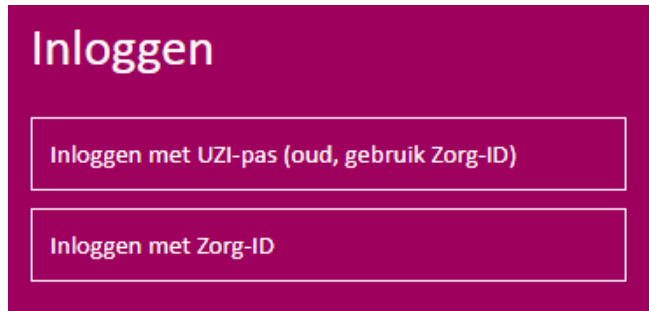 Inloggen
Inloggen met UZI-pas (oud, gebruik Zorg-ID)
Inloggen met Zorg-ID